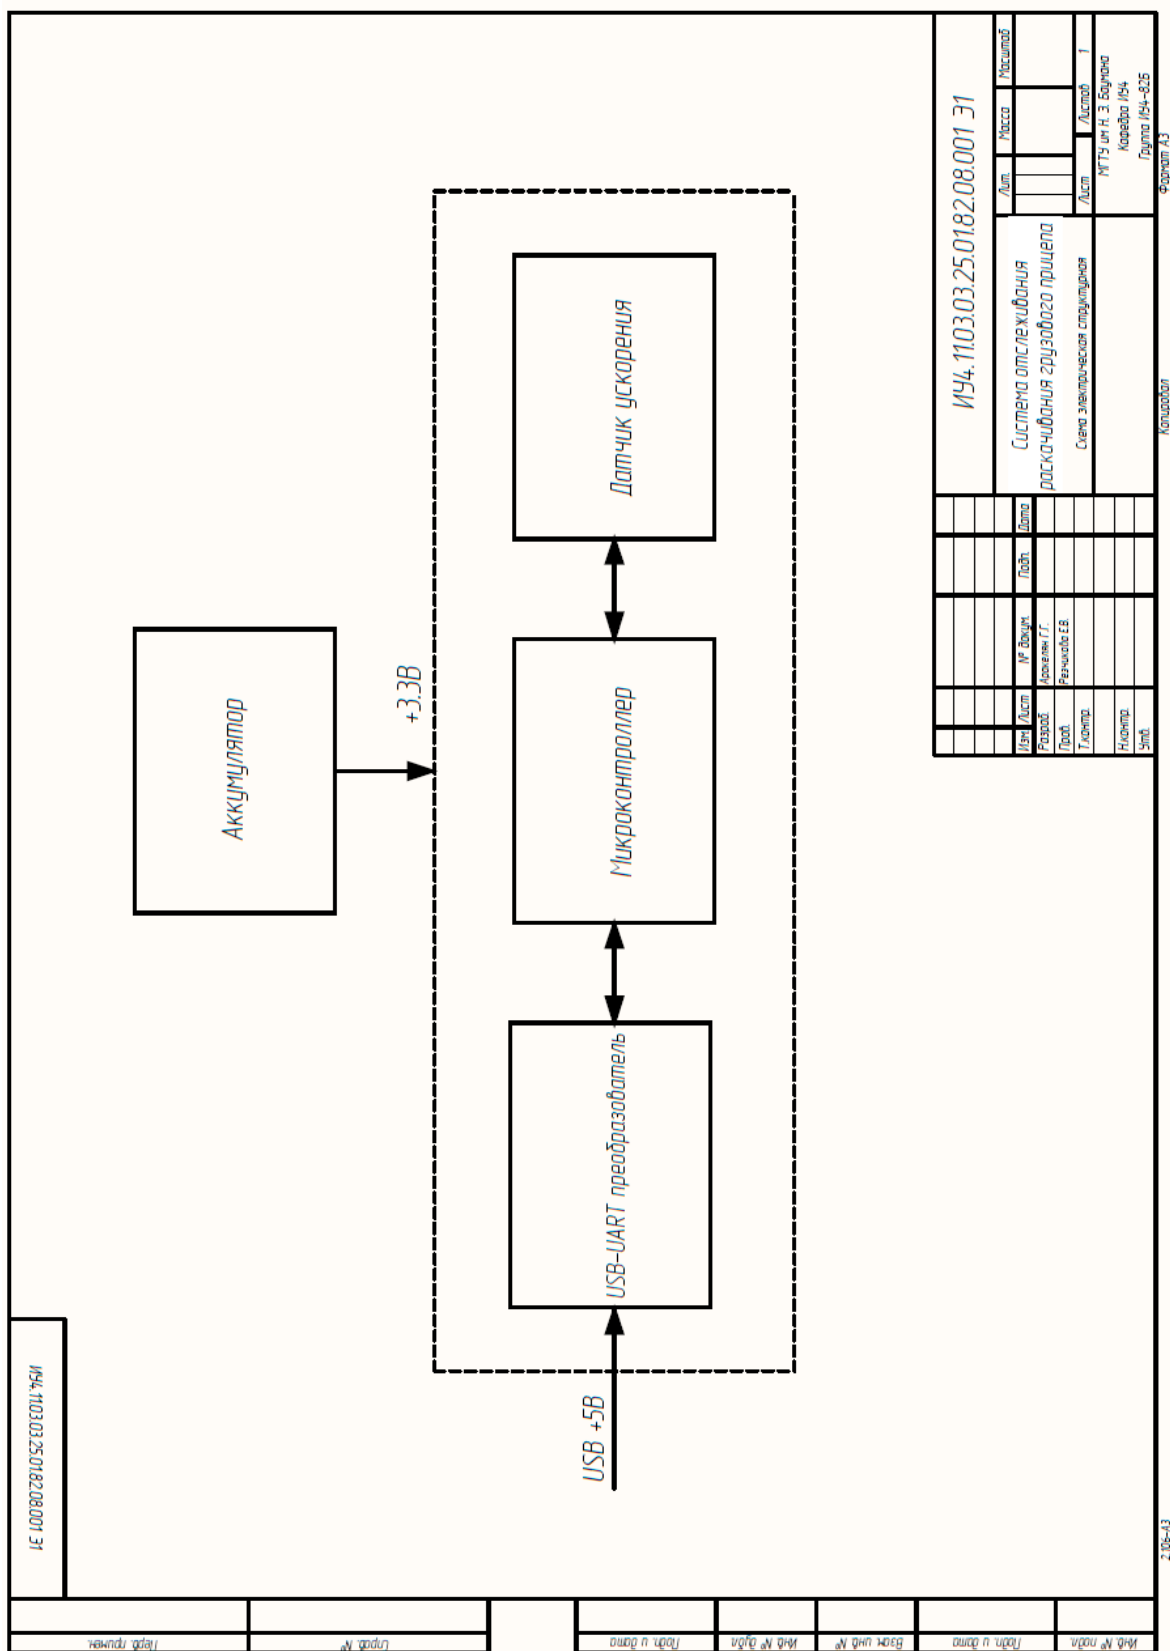 ИУ4.11.03.03.25.01.82.08.001 Э1
Перв. примен.
Справ. №
Подп. и дата
Инв. № дубл.
Взам. инв. №
Подп. и дата
Инв. № подл.
Аккумулятор
+3.3В
USB +5В
USB-UART преобразователь
Микроконтроллер
Датчик ускорения
ИУ4.11.03.03.25.01.82.08.001 Э1
Изм. Лист № докум. Подп. Дата
Разраб. Аракелян Г.Г.
Пров. Резчикова Е.В.
Т.контр.
Н.контр.
Утв.
Система отслеживания
раскачивания грузового прицепа
Схема электрическая структурная
Лит. Масса Масштаб
Лист Листов 1
МГТУ им Н. Э. Баумана
Кафедра ИУ4
Группа ИУ4-82Б
2.106-А3
Копировал
Формат А3